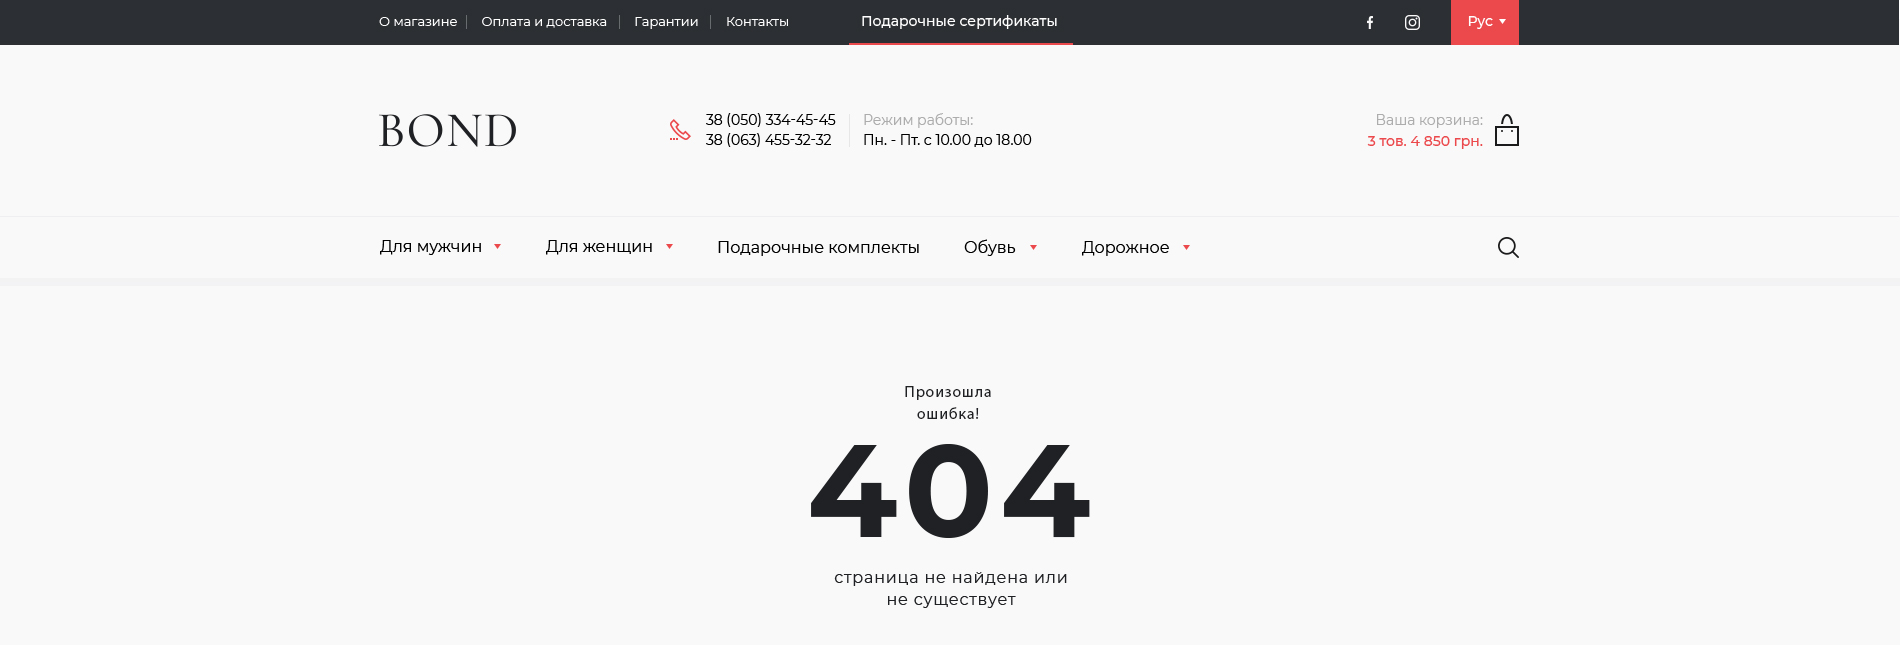 О магазине
Оплата и доставка
Гарантии
Контакты
Подарочные сертификаты
Рус
BOND
38 (050) 334-45-45
38 (063) 455-32-32
Режим работы:
Пн. - Пт. с 10.00 до 18.00
Ваша корзина:
3 тов. 4 850 грн.
Для мужчин
Для женщин
Подарочные комплекты
Обувь
Дорожное
Произошла
ошибка!
404
страница не найдена или
не существует